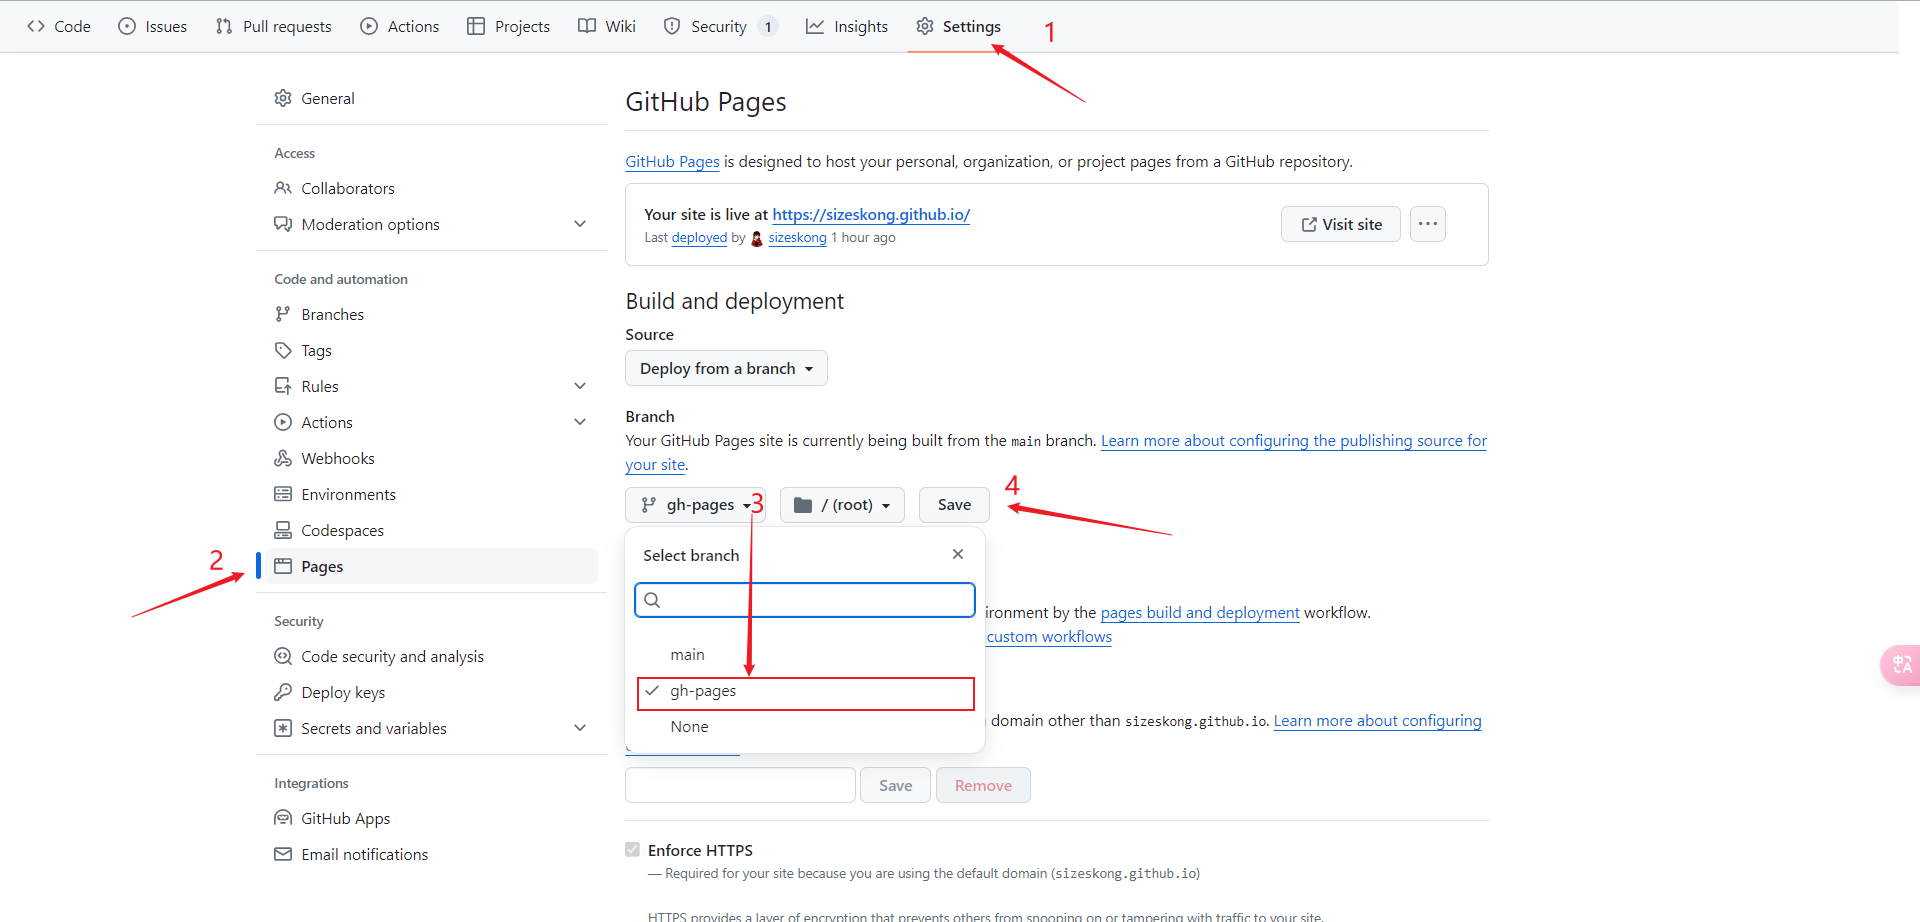 Code
Issues
Pull requests
Actions
Projects
Wiki
Security 1
Insights
Settings
1
General
Access
Collaborators
Moderation options
Code and automation
Branches
Tags
Rules
Actions
Webhooks
Environments
Codespaces
2
Pages
Security
Code security and analysis
Deploy keys
Secrets and variables
Integrations
GitHub Apps
Email notifications
GitHub Pages
GitHub Pages is designed to host your personal, organization, or project pages from a GitHub repository.
Your site is live at https://sizeskong.github.io/
Last deployed by sizeskong 1 hour ago
Visit site
Build and deployment
Source
Deploy from a branch
Branch
Your GitHub Pages site is currently being built from the main branch. Learn more about configuring the publishing source for
your site.
gh-pages
3
/ (root)
Save
4
Select branch
main
gh-pages
None
ironment by the pages build and deployment workflow.
custom workflows
domain other than sizeskong.github.io. Learn more about configuring
Save
Remove
Enforce HTTPS
— Required for your site because you are using the default domain (sizeskong.github.io)
HTTPS provides a layer of encryption that prevents others from snooping on or tampering with traffic to your site.